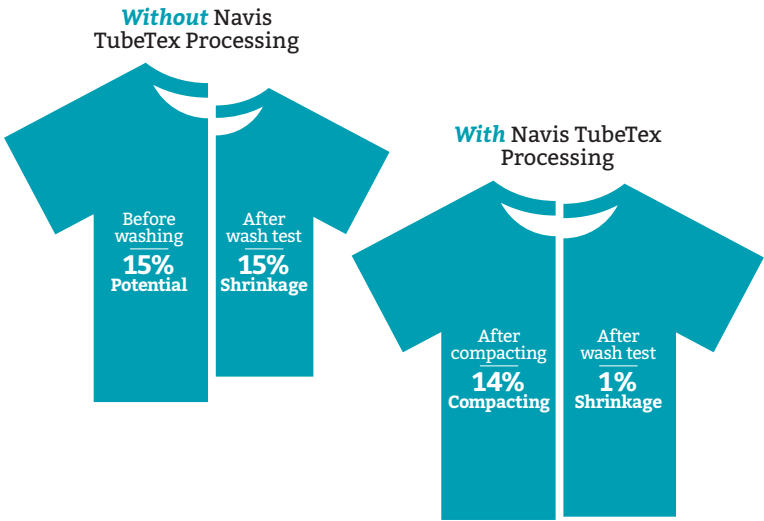 Without Navis
TubeTex Processing
Before
washing
15%
Potential
After
wash test
15%
Shrinkage
With Navis TubeTex
Processing
After
compacting
14%
Compacting
After
wash test
1%
Shrinkage